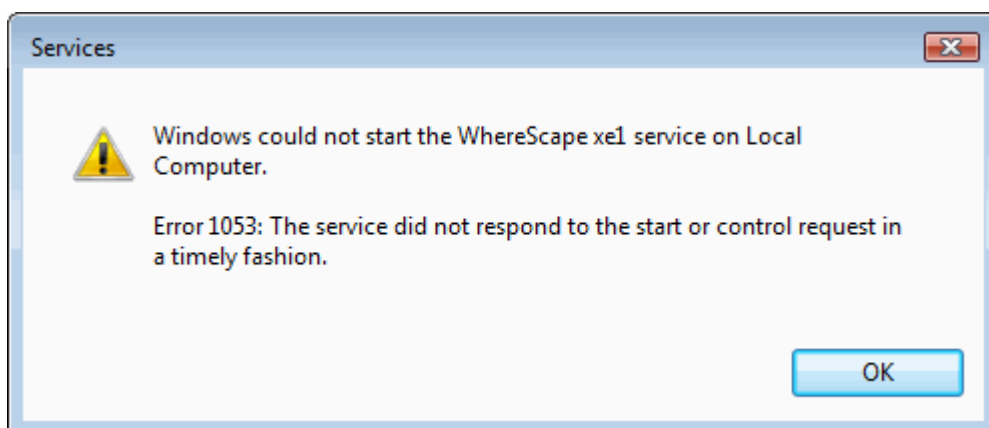 Services
Windows could not start the WhereScape xe1 service on Local
Computer.
Error 1053: The service did not respond to the start or control request in
a timely fashion.
OK